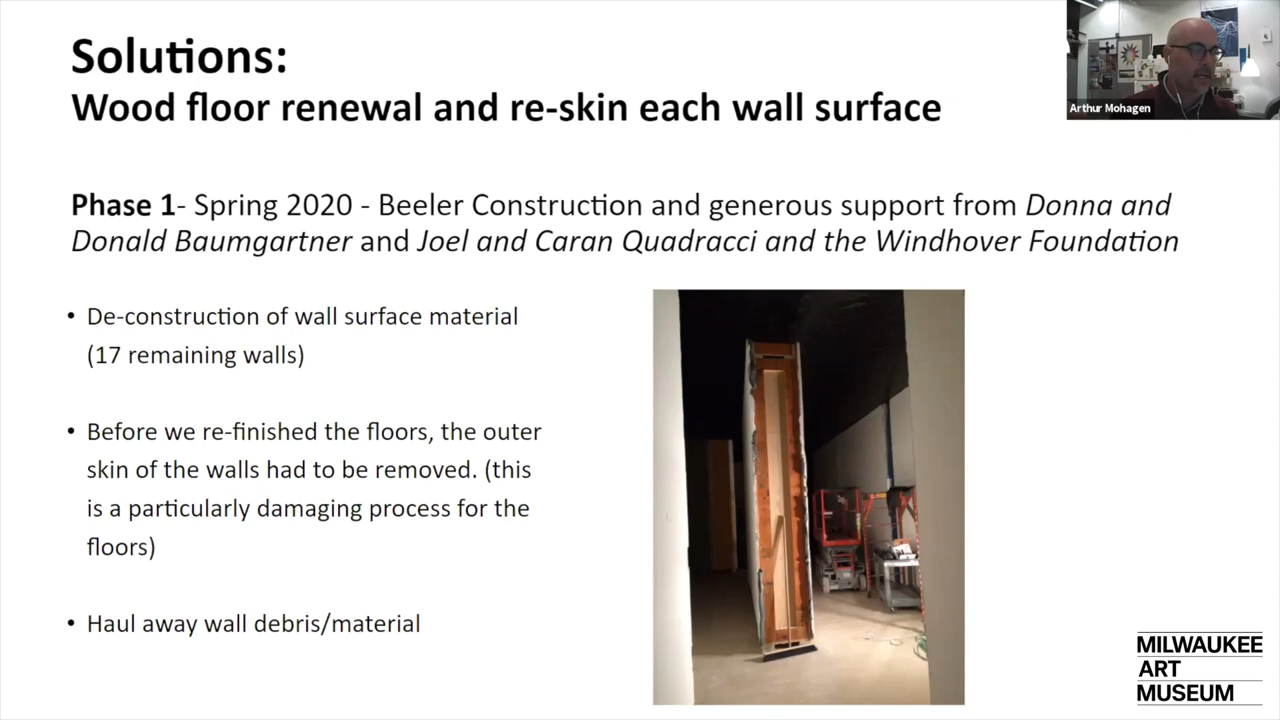 Solutions:
Wood floor renewal and re-skin each wall surface
Arthur Mohagen
Phase 1- Spring 2020 - Beeler Construction and generous support from Donna and
Donald Baumgartner and Joel and Caran Quadracci and the Windhover Foundation
• De-construction of wall surface material
(17 remaining walls)
• Before we re-finished the floors, the outer
skin of the walls had to be removed. (this
is a particularly damaging process for the
floors)
• Haul away wall debris/material
MILWAUKEE
ART
MUSEUM